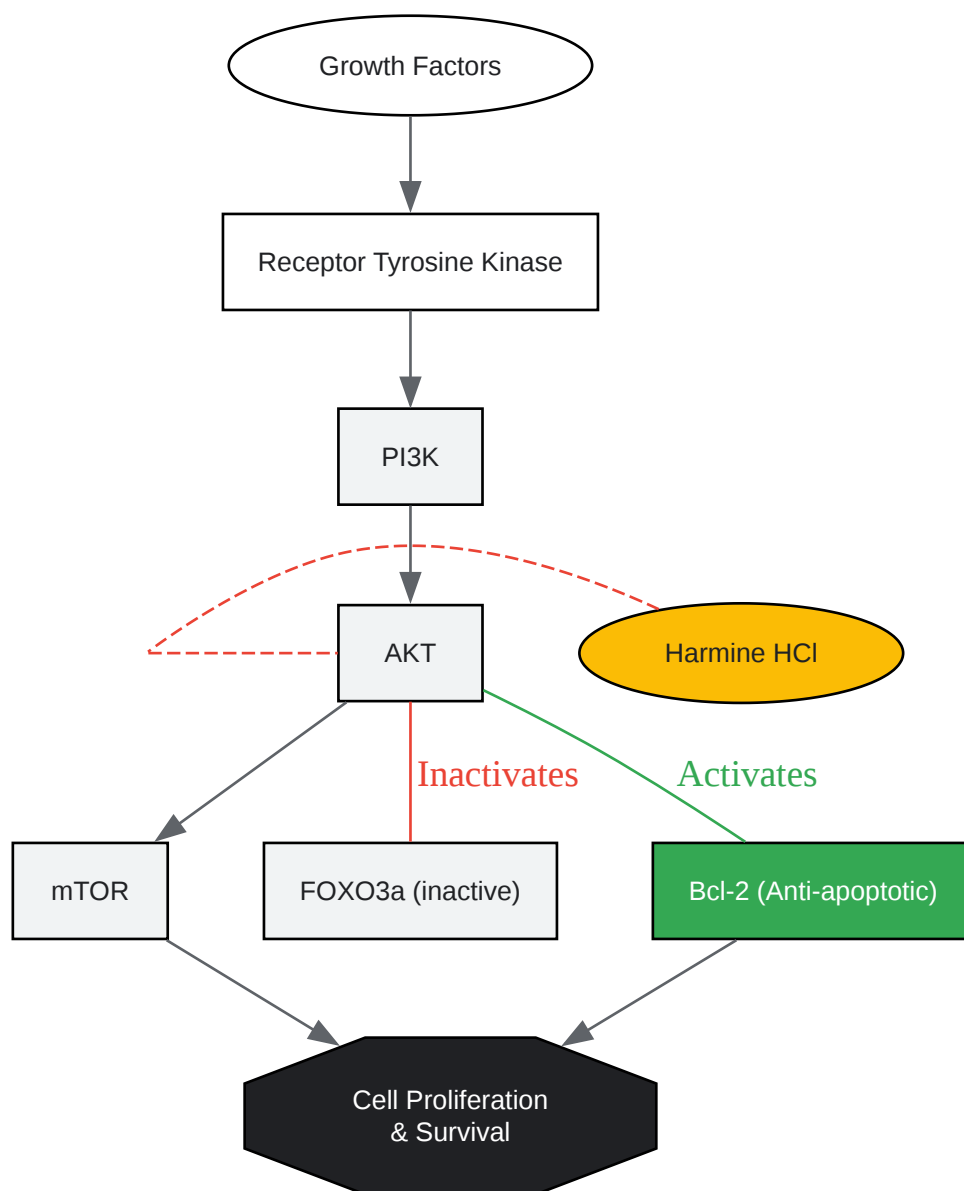 Growth Factors
Receptor Tyrosine Kinase
PI3K
AKT
Harmine HCl
Inactivates
Activates
mTOR
FOXO3a (inactive)
Bcl-2 (Anti-apoptotic)
Cell Proliferation
& Survival